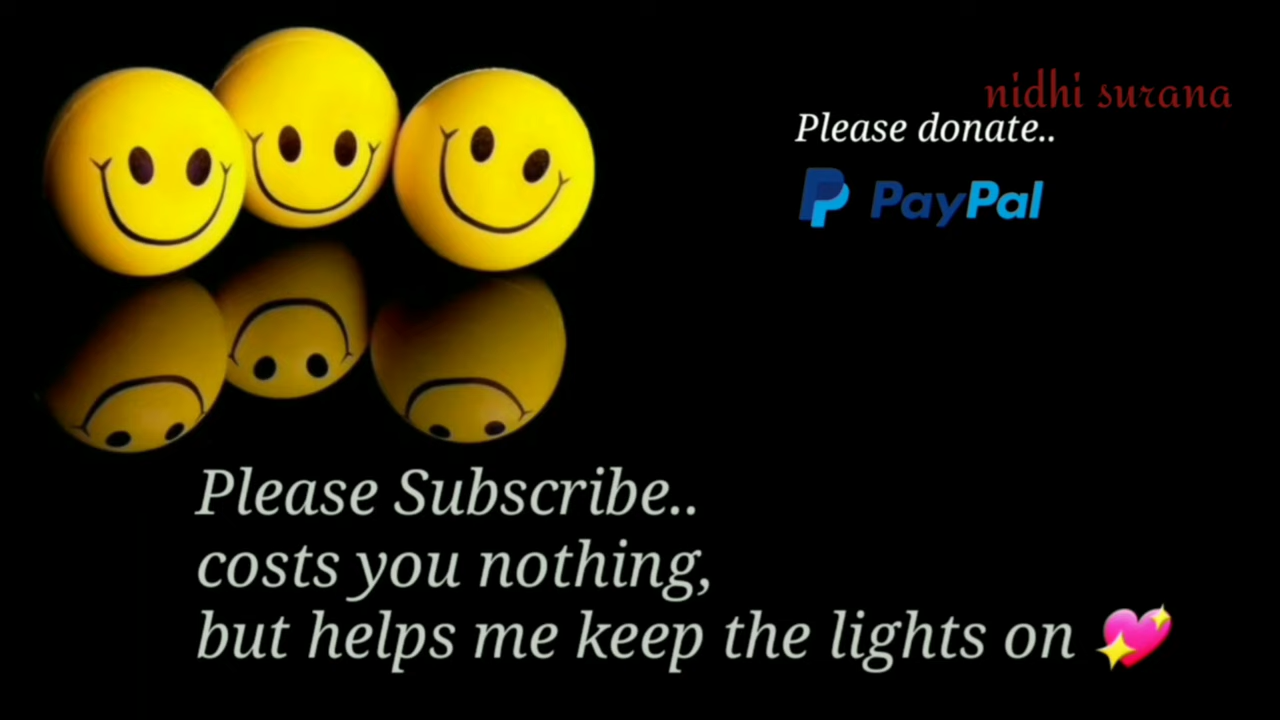 nidhi surana
Please donate..
PayPal
Please Subscribe..
costs you nothing,
but helps me keep the lights on 💖